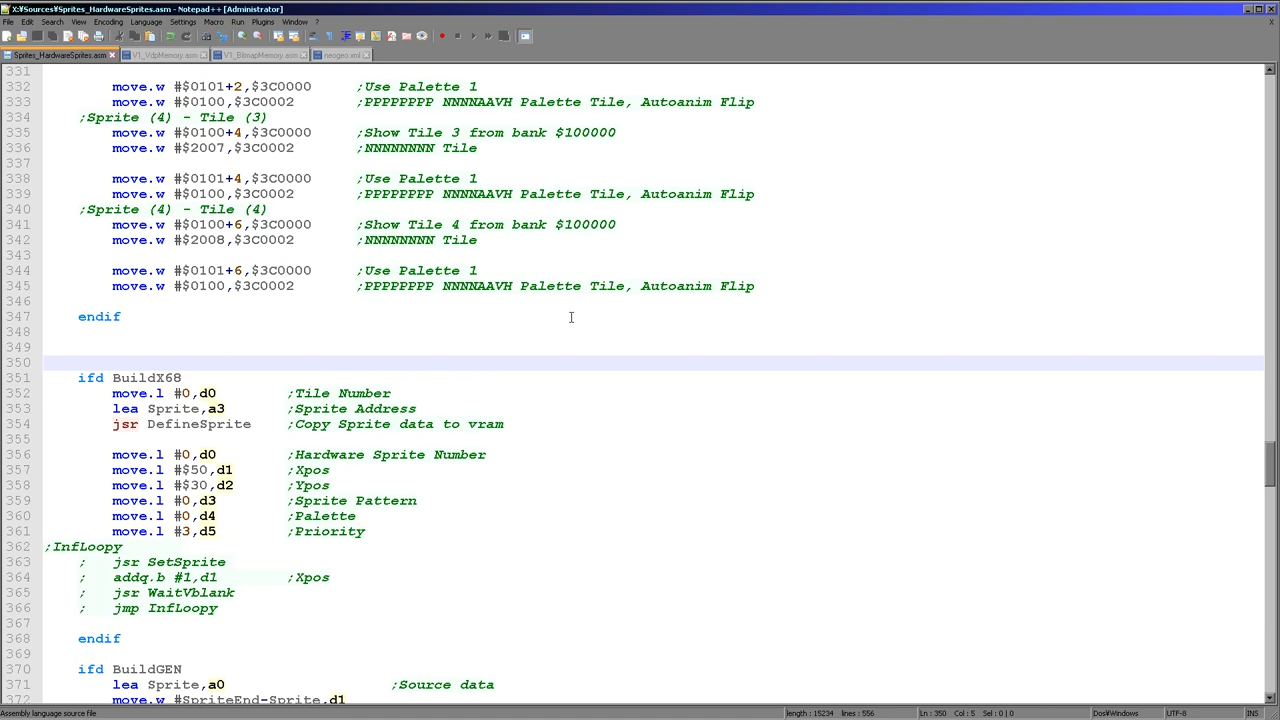 X:¥Sources¥Sprites_HardwareSprites.asm - Notepad++ [Administrator]
File Edit Search View Encoding Language Settings Macro Run Plugins Window ?
Sprites_HardwareSprites.asm V1_VdpMemory.asm V1_BitmapMemory.asm neogeo.xml
331
332 move.w #$0101+2,$3C0000 ;Use Palette 1
333 move.w #$0100,$3C0002 ;PPPPPPPP NNNNAAVH Palette Tile, Autoanim Flip
334 ;Sprite (4) - Tile (3)
335 move.w #$0100+4,$3C0000 ;Show Tile 3 from bank $100000
336 move.w #$2007,$3C0002 ;NNNNNNNN Tile
337
338 move.w #$0101+4,$3C0000 ;Use Palette 1
339 move.w #$0100,$3C0002 ;PPPPPPPP NNNNAAVH Palette Tile, Autoanim Flip
340 ;Sprite (4) - Tile (4)
341 move.w #$0100+6,$3C0000 ;Show Tile 4 from bank $100000
342 move.w #$2008,$3C0002 ;NNNNNNNN Tile
343
344 move.w #$0101+6,$3C0000 ;Use Palette 1
345 move.w #$0100,$3C0002 ;PPPPPPPP NNNNAAVH Palette Tile, Autoanim Flip
346
347 endif
348
349
350
351 ifd BuildX68
352 move.l #0,d0 ;Tile Number
353 lea Sprite,a3 ;Sprite Address
354 jsr DefineSprite ;Copy Sprite data to vram
355
356 move.l #0,d0 ;Hardware Sprite Number
357 move.l #$50,d1 ;Xpos
358 move.l #$30,d2 ;Ypos
359 move.l #0,d3 ;Sprite Pattern
360 move.l #0,d4 ;Palette
361 move.l #3,d5 ;Priority
362 ;InfLoopy
363 ; jsr SetSprite
364 ; addq.b #1,d1 ;Xpos
365 ; jsr WaitVblank
366 ; jmp InfLoopy
367
368 endif
369
370 ifd BuildGEN
371 lea Sprite,a0 ;Source data
372 move.w #SpriteEnd-Sprite,d1
Assembly language source file length : 15234 lines : 556 Ln : 350 Col : 5 Sel : 0 | 0 Dos¥Windows UTF-8 INS